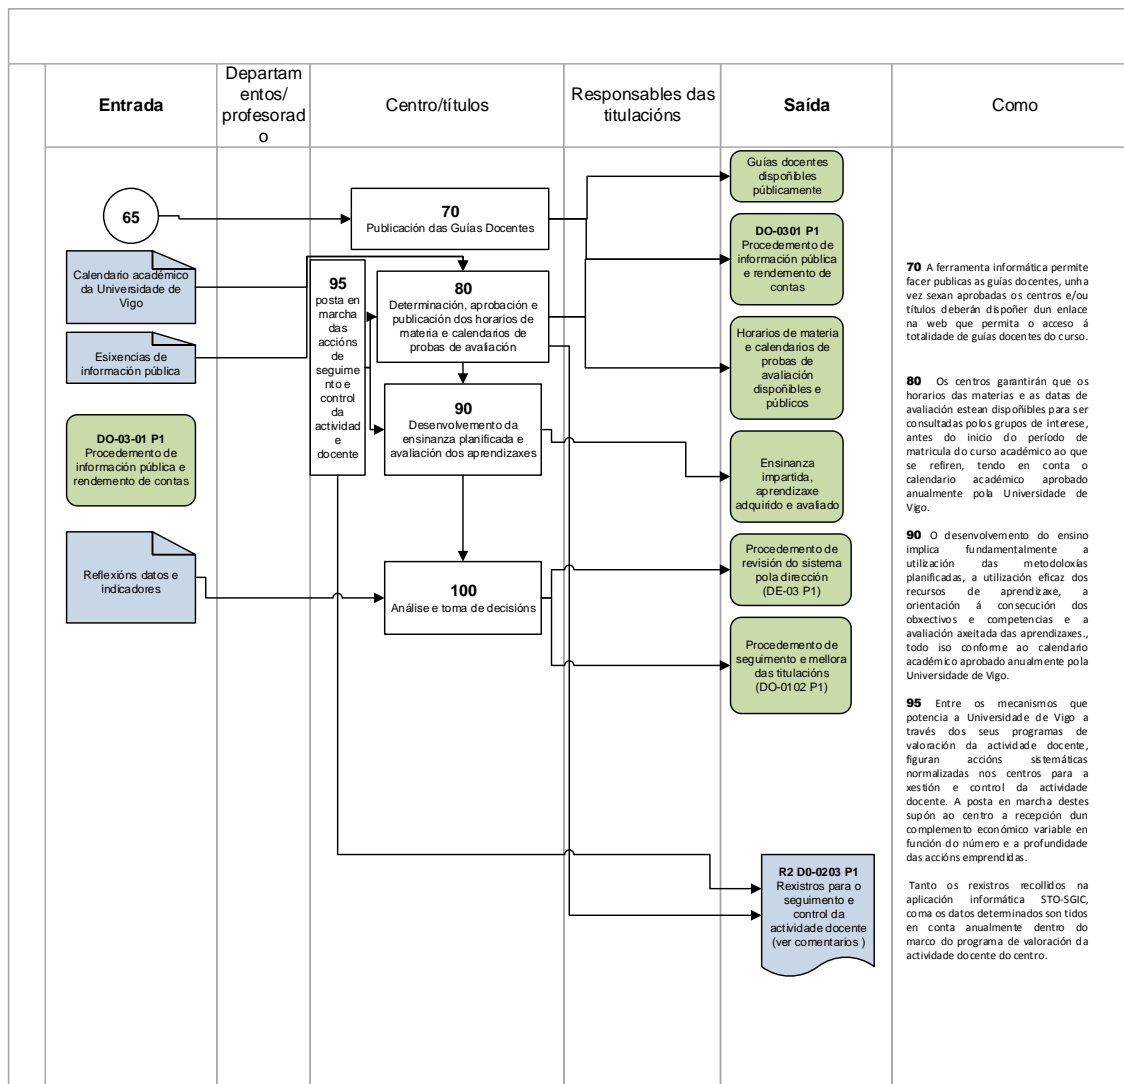 Entrada
Departam
entos/
profesorad
o
Centro/títulos
Responsables das
titulacións
Saída
Como
65
Calendario académico
da Universidade de
Vigo
Esixencias de
información pública
DO-03-01 P1
Procedemento de
información pública e
rendemento de contas
Reflexións datos e
indicadores
70
Publicación das Guías Docentes
95
posta en
marcha
das
accións
de
seguime
nto e
control
da
actividad
e
docente
80
Determinación, aprobación e
publicación dos horarios de
materia e calendarios de
probas de avaliación
90
Desenvolvemento da
ensinanza planificada e
avaliación dos aprendizaxes
100
Análise e toma de decisións
Guías docentes
dispoñibles
públicamente
DO-0301 P1
Procedemento de
información pública
e rendemento de
contas
Horarios de materia
e calendarios de
probas de
avaliación
dispoñibles e
públicos
Ensinanza
impartida,
aprendizaxe
adquirido e avaliado
Procedemento de
revisión do sistema
pola dirección
(DE-03 P1)
Procedemento de
seguimento e mellora
das titulacións
(DO-0102 P1)
R2 D0-0203 P1
Rexistros para o
seguimento e
control da
actividade docente
(ver comentarios )
70 A ferramenta informática permite
facer publicas as guías docentes, unha
vez sexan aprobadas os centros e/ou
títulos deberán dispoñer dun enlace
na web que permita o acceso á
totalidade de guías docentes do curso.
80 Os centros garantirán que os
horarios das materias e as datas de
avaliación estean dispoñibles para ser
consultadas polos grupos de interese,
antes do inicio do período de
matricula do curso académico ao que
se refiren, tendo en conta o
calendario académico aprobado
anualmente pola Universidade de
Vigo.
90 O desenvolvemento do ensino
implica fundamentalmente a
utilización das metodoloxías
planificadas, a utilización eficaz dos
recursos de aprendizaxe, a
orientación á consecución dos
obxectivos e competencias e a
avaliación axeitada das aprendizaxes.,
todo iso conforme ao calendario
académico aprobado anualmente pola
Universidade de Vigo.
95 Entre os mecanismos que
potencia a Universidade de Vigo a
través dos seus programas de
valoración da actividade docente,
figuran accións sistemáticas
normalizadas nos centros para a
xestión e control da actividade
docente. A posta en marcha destes
supón ao centro a recepción dun
complemento económico variable en
función do número e a profundidade
das accións emprendidas.
Tanto os rexistros recollidos na
aplicación informática STO-SGIC,
coma os datos determinados son tidos
en conta anualmente dentro do
marco do programa de valoración da
actividade docente do centro.